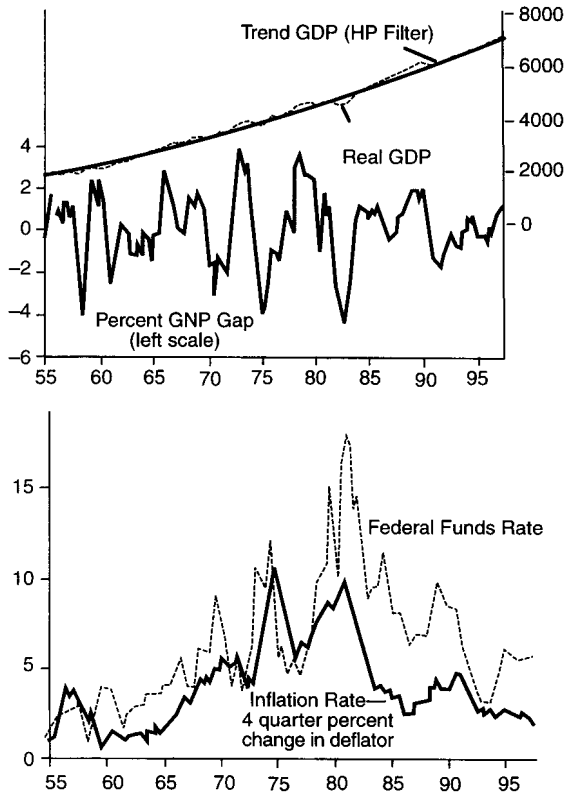 8000
Trend GDP (HP Filter)
6000
4000
4
Real GDP
2000
2
0
0
−2
−4
Percent GNP Gap
(left scale)
−6
55 60 65 70 75 80 85 90 95
15
Federal Funds Rate
10
5
Inflation Rate—
4 quarter percent
change in deflator
0
55 60 65 70 75 80 85 90 95